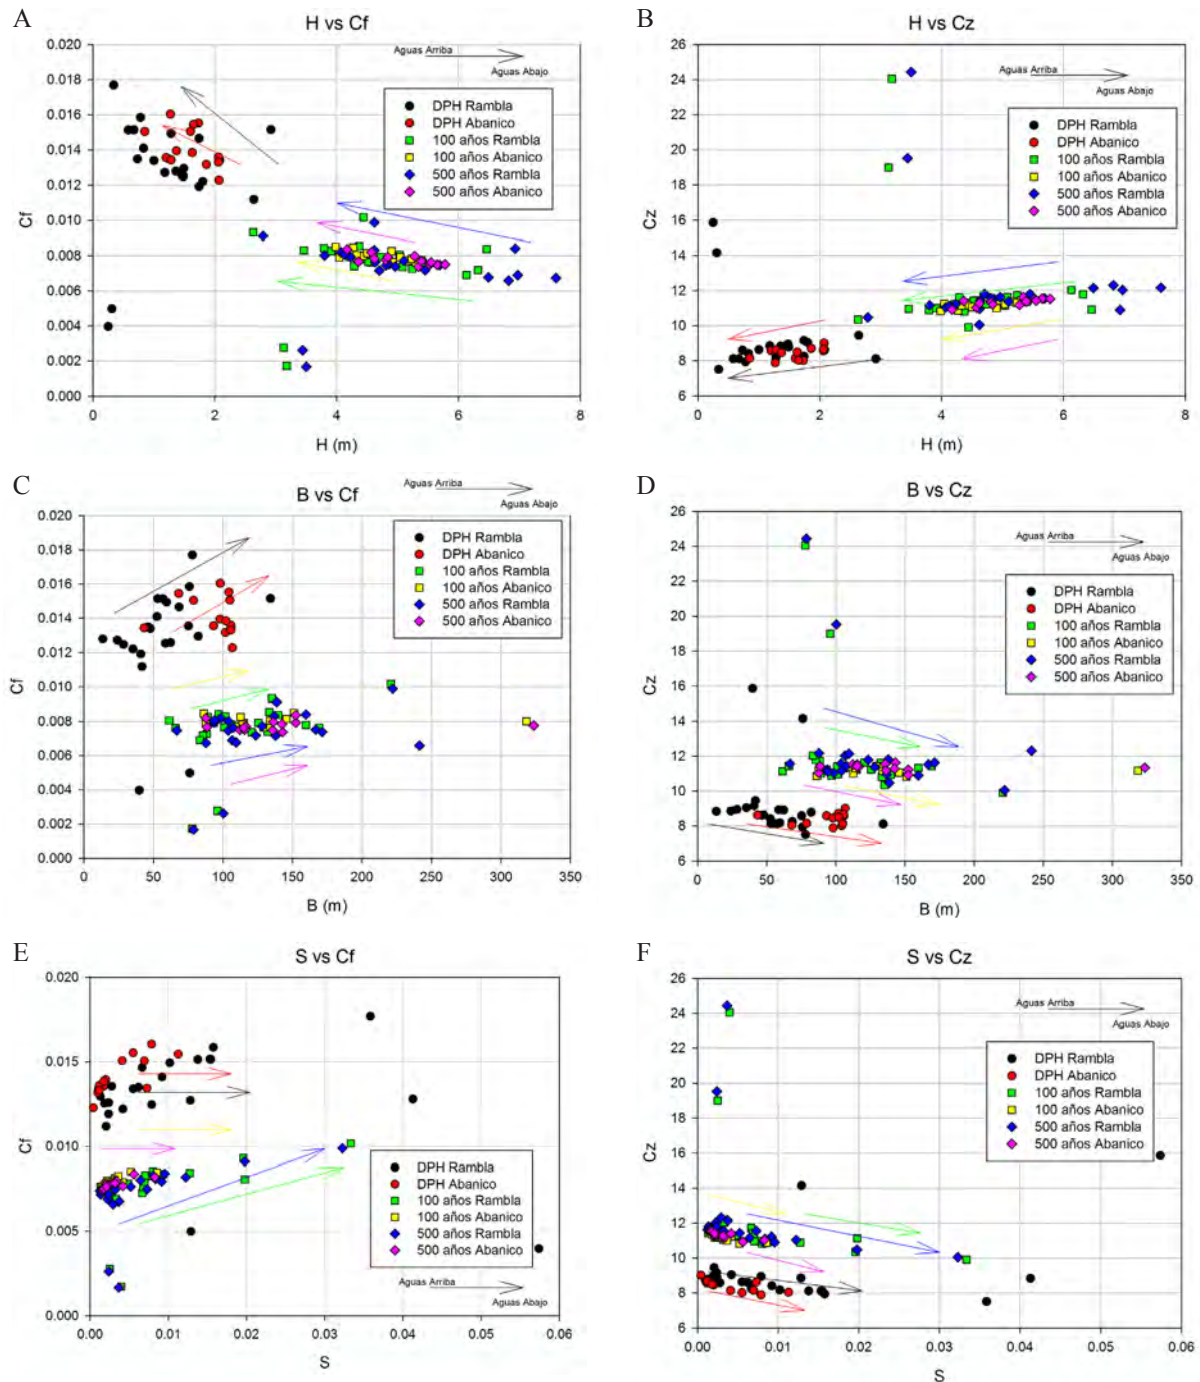 A
H vs Cf
Aguas Arriba
Aguas Abajo
DPH Rambla
DPH Abanico
100 años Rambla
100 años Abanico
500 años Rambla
500 años Abanico
0.020
0.018
0.016
0.014
0.012
0.010
0.008
0.006
0.004
0.002
0.000
Cf
0 2 4 6 8
H (m)
B
H vs Cz
Aguas Arriba
Aguas Abajo
DPH Rambla
DPH Abanico
100 años Rambla
100 años Abanico
500 años Rambla
500 años Abanico
26
24
22
20
18
16
14
12
10
8
6
Cz
0 2 4 6 8
H (m)
C
B vs Cf
Aguas Arriba
Aguas Abajo
DPH Rambla
DPH Abanico
100 años Rambla
100 años Abanico
500 años Rambla
500 años Abanico
0.020
0.018
0.016
0.014
0.012
0.010
0.008
0.006
0.004
0.002
0.000
Cf
0 50 100 150 200 250 300 350
B (m)
D
B vs Cz
Aguas Arriba
Aguas Abajo
DPH Rambla
DPH Abanico
100 años Rambla
100 años Abanico
500 años Rambla
500 años Abanico
26
24
22
20
18
16
14
12
10
8
6
Cz
0 50 100 150 200 250 300 350
B (m)
E
S vs Cf
DPH Rambla
DPH Abanico
100 años Rambla
100 años Abanico
500 años Rambla
500 años Abanico
Aguas Arriba
Aguas Abajo
0.020
0.015
0.010
0.005
0.000
Cf
0.00 0.01 0.02 0.03 0.04 0.05 0.06
S
F
S vs Cz
Aguas Arriba
Aguas Abajo
DPH Rambla
DPH Abanico
100 años Rambla
100 años Abanico
500 años Rambla
500 años Abanico
26
24
22
20
18
16
14
12
10
8
6
Cz
0.00 0.01 0.02 0.03 0.04 0.05 0.06
S